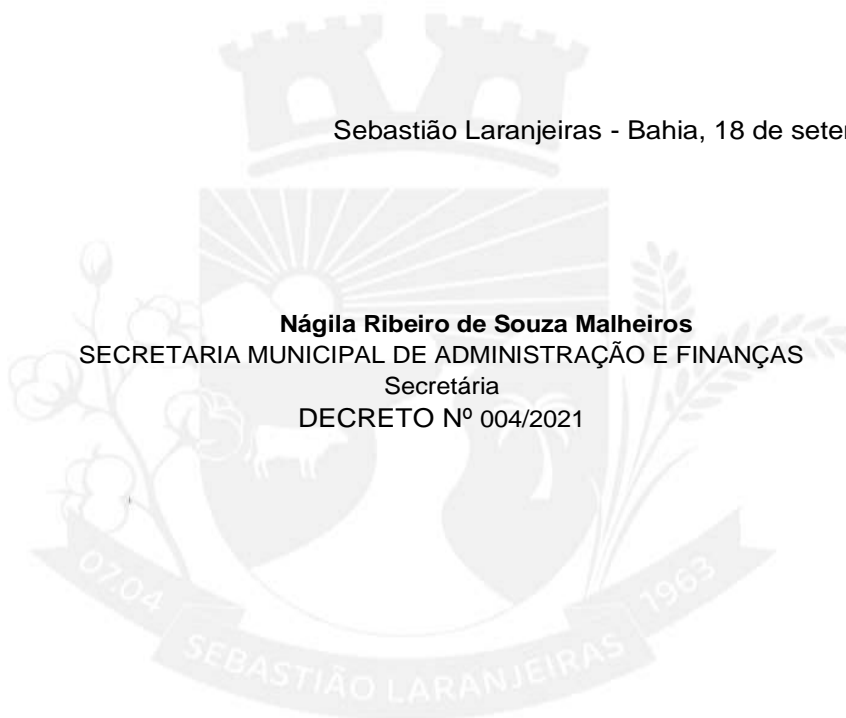 Sebastião Laranjeiras - Bahia, 18 de
Nágila Ribeiro de Souza Malheiros
SECRETARIA MUNICIPAL DE ADMINISTRAÇÃO E FINANÇAS
Secretária
DECRETO Nº 004/2021
07.04
1963
SEBASTIÃO LARANJEIRAS